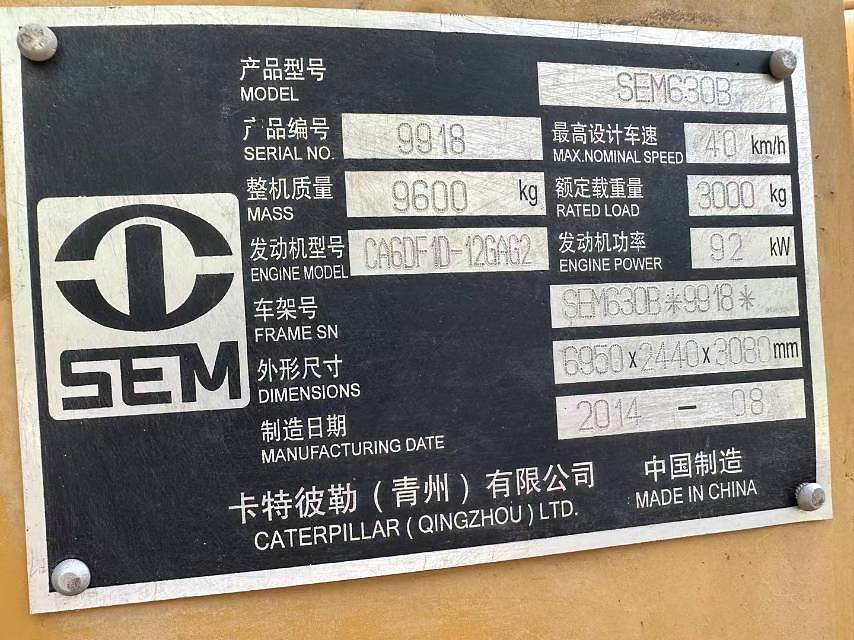 产品型号
MODEL
SEM630B
产品编号
SERIAL NO.
9918
最高设计车速
MAX.NOMINAL SPEED
40 km/h
整机质量
MASS
9600 kg
额定载重量
RATED LOAD
3000 kg
发动机型号
ENGINE MODEL
CA6DF1D-12GAG2
发动机功率
ENGINE POWER
92 kW
车架号
FRAME SN
SEM630B*9918*
外形尺寸
DIMENSIONS
6950x2440x3080mm
制造日期
MANUFACTURING DATE
2014 - 08
SEM
卡特彼勒（青州）有限公司
CATERPILLAR ( QINGZHOU ) LTD.
中国制造
MADE IN CHINA